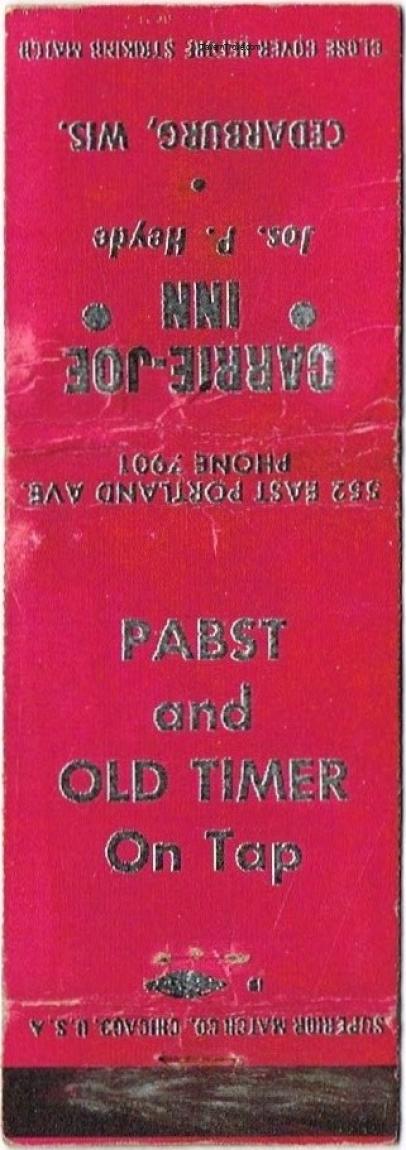 CLOSE COVER BEFORE STRIKING MATCH
552 EAST PORTLAND AVE.
PHONE 7901
CARRIE-JOE
INN
Jos. P. Heyde
CEDARBURG, WIS.
PABST
and
OLD TIMER
On Tap
SUPERIOR MATCH CO. CHICAGO, U.S.A